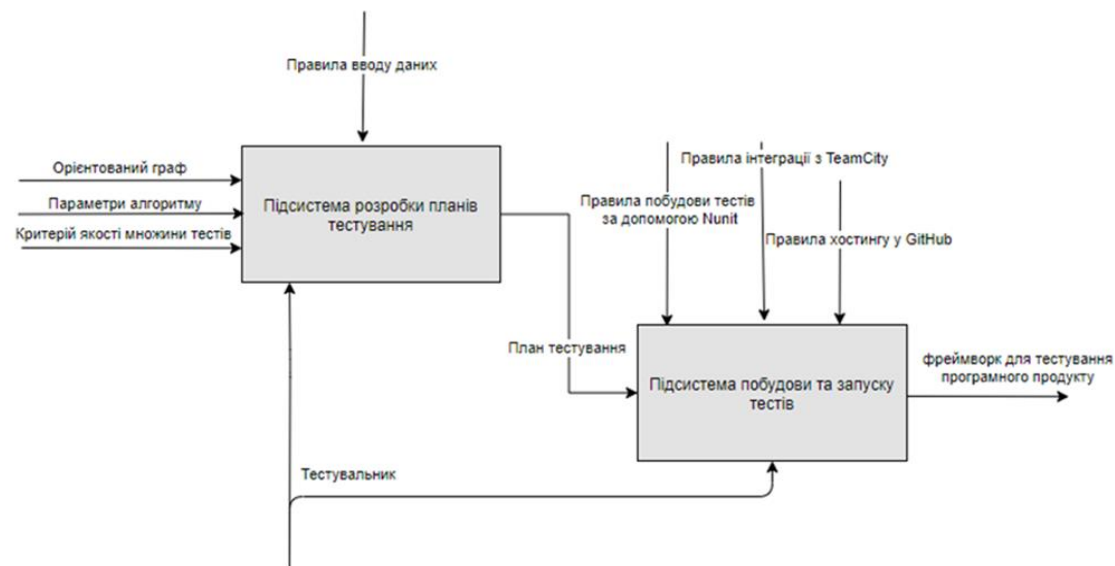 Правила вводу даних
Орієнтований граф
Параметри алгоритму
Критерій якості множини тестів
Підсистема розробки планів
тестування
Правила інтеграції з TeamCity
Правила побудови тестів
за допомогою Nunit
Правила хостингу у GitHub
План тестування
Підсистема побудови та запуску
тестів
фреймворк для тестування
програмного продукту
Тестувальник